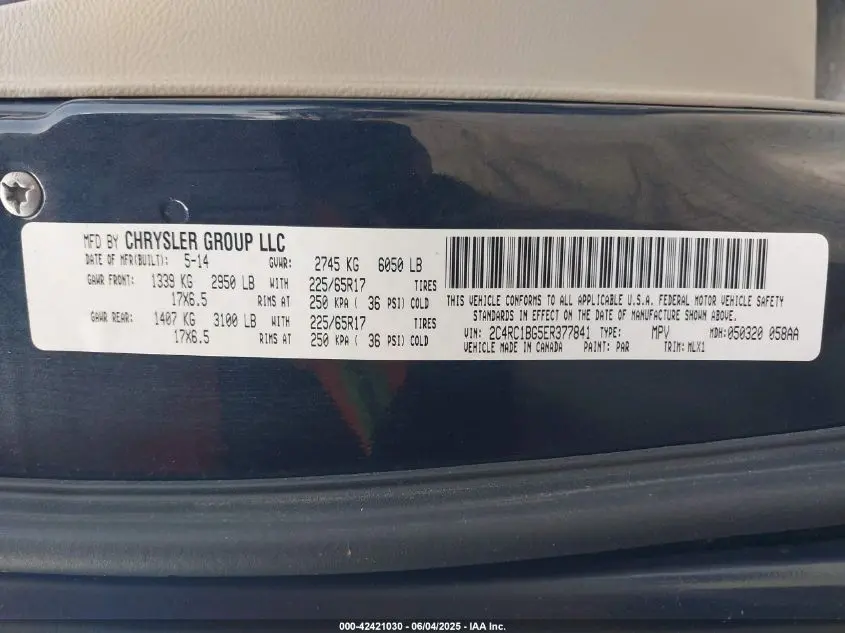 MFD BY CHRYSLER GROUP LLC
DATE OF MFR(BUILT): 5-14 GVWR: 2745 KG 6050 LB
GAWR FRONT: 1339 KG 2950 LB WITH 225/65R17 TIRES
17X6.5 RIMS AT 250 KPA ( 36 PSI) COLD
GAWR REAR: 1407 KG 3100 LB WITH 225/65R17 TIRES
17X6.5 RIMS AT 250 KPA ( 36 PSI) COLD
THIS VEHICLE CONFORMS TO ALL APPLICABLE U.S.A. FEDERAL MOTOR VEHICLE SAFETY
STANDARDS IN EFFECT ON THE DATE OF MANUFACTURE SHOWN ABOVE.
VIN: 2C4RC1BG5ER377841 TYPE: MPV MDH:050320 058AA
VEHICLE MADE IN CANADA PAINT: PAR TRIM: MLX1
000-42421030 - 06/04/2025 - IAA Inc.